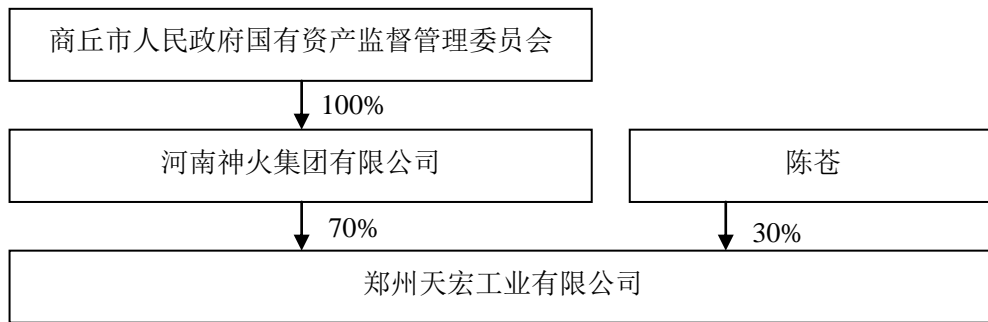 商丘市人民政府国有资产监督管理委员会
100%
河南神火集团有限公司
陈苍
70%
30%
郑州天宏工业有限公司